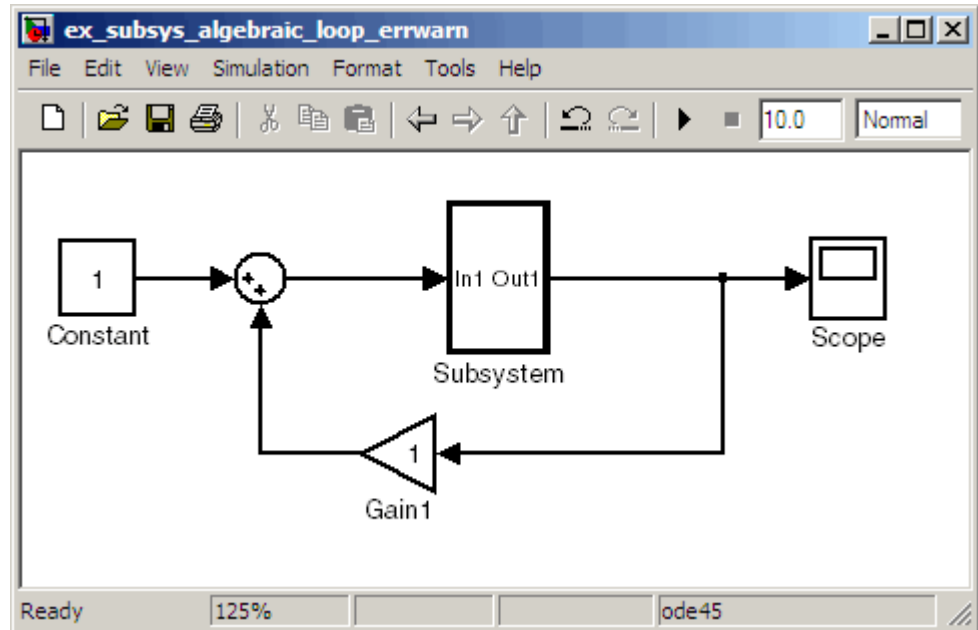 ex_subsys_algebraic_loop_errwarn
File Edit View Simulation Format Tools Help
10.0 Normal
1
Constant
+
+
In1 Out1
Subsystem
Scope
1
Gain1
Ready 125% ode45